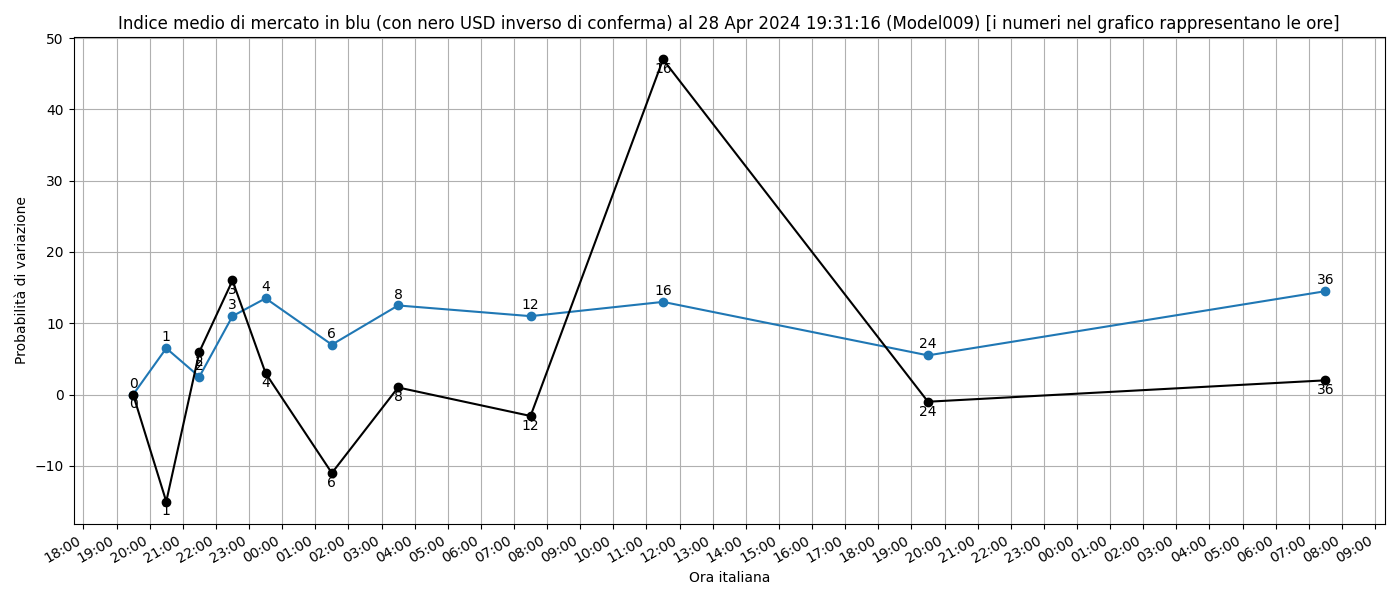 Indice medio di mercato in blu (con nero USD inverso di conferma) al 28 Apr 2024 19:31:16 (Model009) [i numeri nel grafico rappresentano le ore]
Probabilità di variazione
50
40
30
20
10
0
−10
0 1 2 3 4 6 8 12 16 24 36
0 1 2 3 4 6 8 12 16 24 36
18:00 19:00 20:00 21:00 22:00 23:00 00:00 01:00 02:00 03:00 04:00 05:00 06:00 07:00 08:00 09:00 10:00 11:00 12:00 13:00 14:00 15:00 16:00 17:00 18:00 19:00 20:00 21:00 22:00 23:00 00:00 01:00 02:00 03:00 04:00 05:00 06:00 07:00 08:00 09:00
Ora italiana